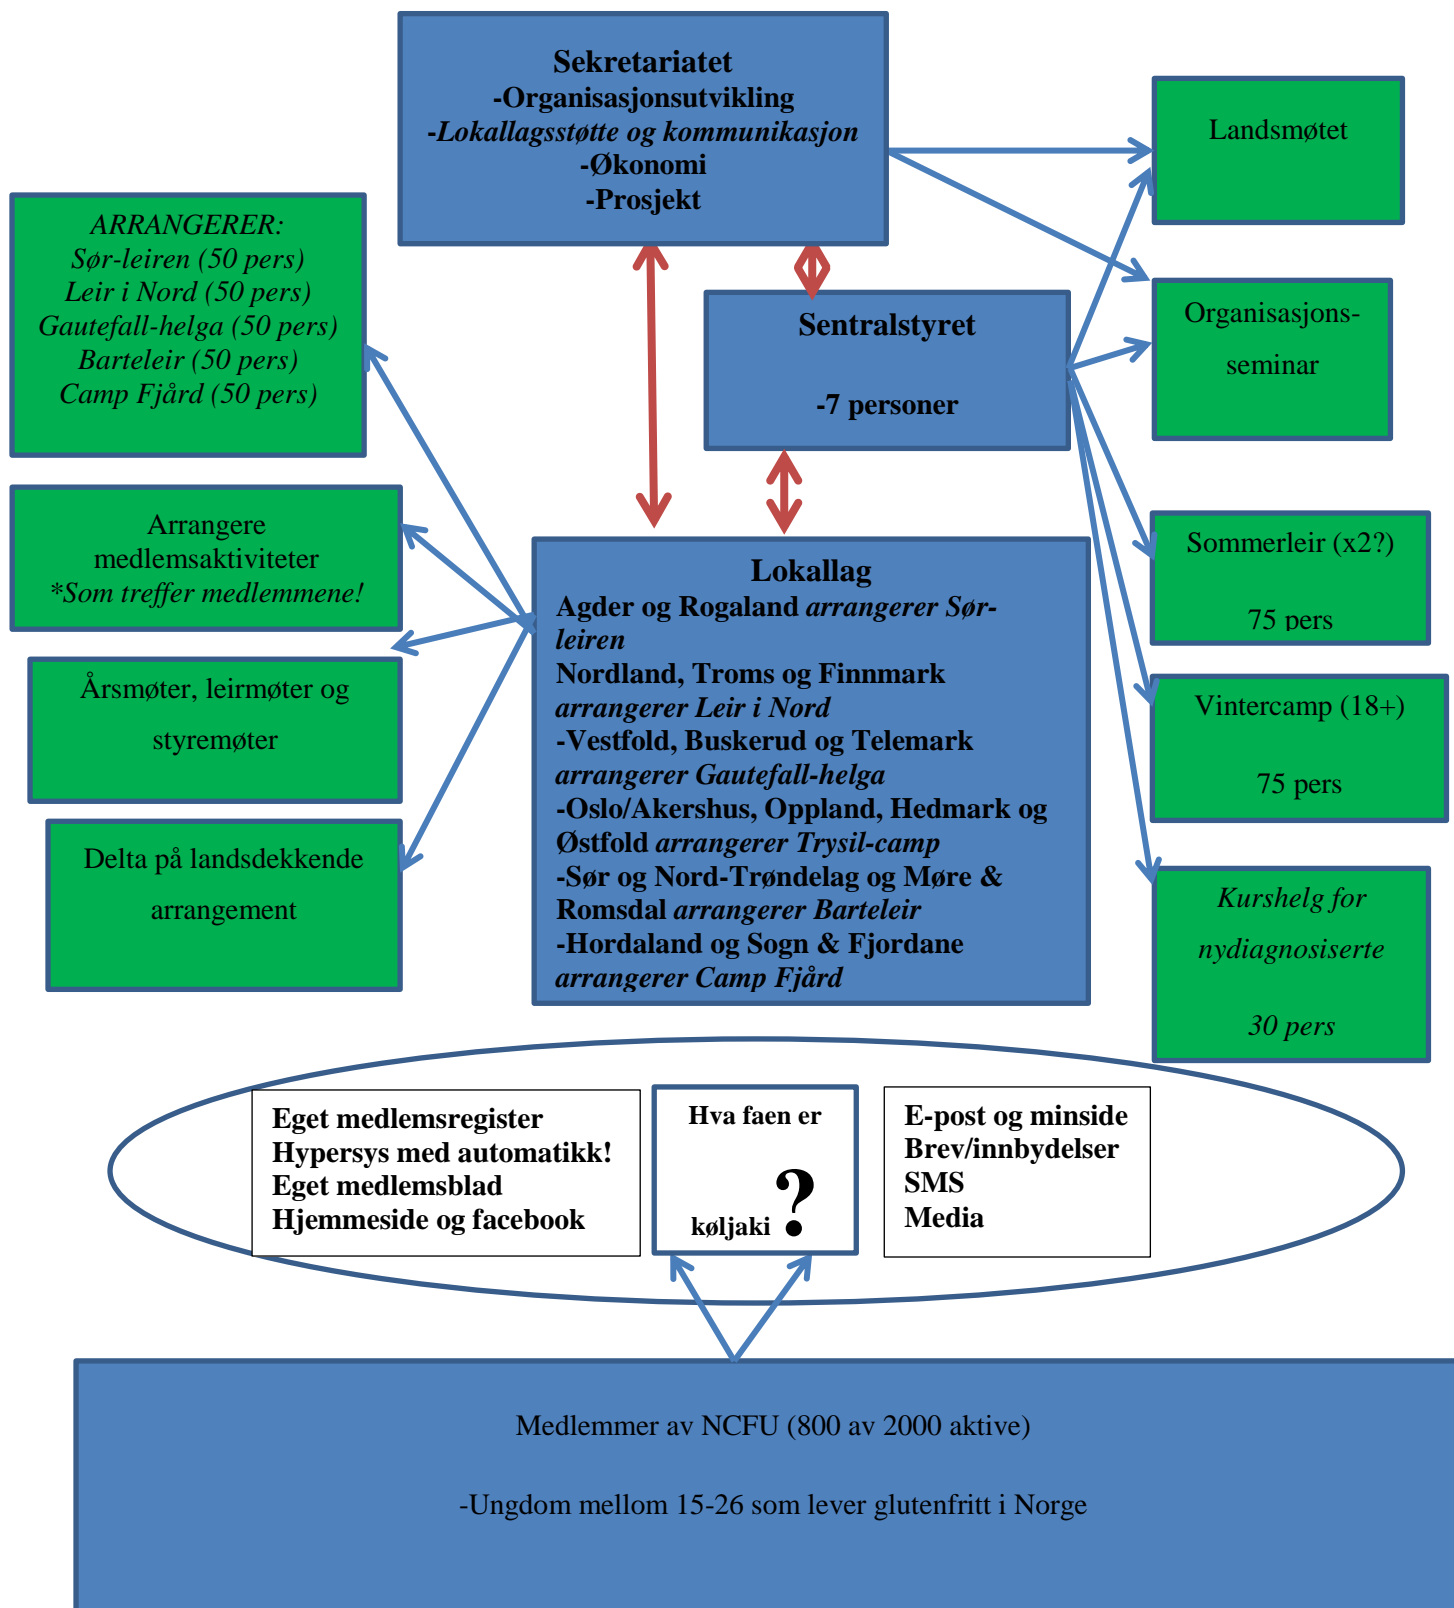 Sekretariatet
-Organisasjonsutvikling
-Lokallagsstøtte og kommunikasjon
-Økonomi
-Prosjekt
Landsmøtet
ARRANGERER:
Sør-leiren (50 pers)
Leir i Nord (50 pers)
Gautefall-helga (50 pers)
Barteleir (50 pers)
Camp Fjård (50 pers)
Sentralstyret
-7 personer
Organisasjons-
seminar
Arrangere
medlemsaktiviteter
*Som treffer medlemmene!
Sommerleir (x2?)
75 pers
Lokallag
Agder og Rogaland arrangerer Sør-
leiren
Nordland, Troms og Finnmark
arrangerer Leir i Nord
-Vestfold, Buskerud og Telemark
arrangerer Gautefall-helga
-Oslo/Akershus, Oppland, Hedmark og
Østfold arrangerer Trysil-camp
-Sør og Nord-Trøndelag og Møre &
Romsdal arrangerer Barteleir
-Hordaland og Sogn & Fjordane
arrangerer Camp Fjård
Årsmøter, leirmøter og
styremøter
Vintercamp (18+)
75 pers
Delta på landsdekkende
arrangement
Kurshelg for
nydiagnosiserte
30 pers
Eget medlemsregister
Hypersys med automatikk!
Eget medlemsblad
Hjemmeside og facebook
Hva faen er
køljaki ?
E-post og minside
Brev/innbydelser
SMS
Media
Medlemmer av NCFU (800 av 2000 aktive)
-Ungdom mellom 15-26 som lever glutenfritt i Norge